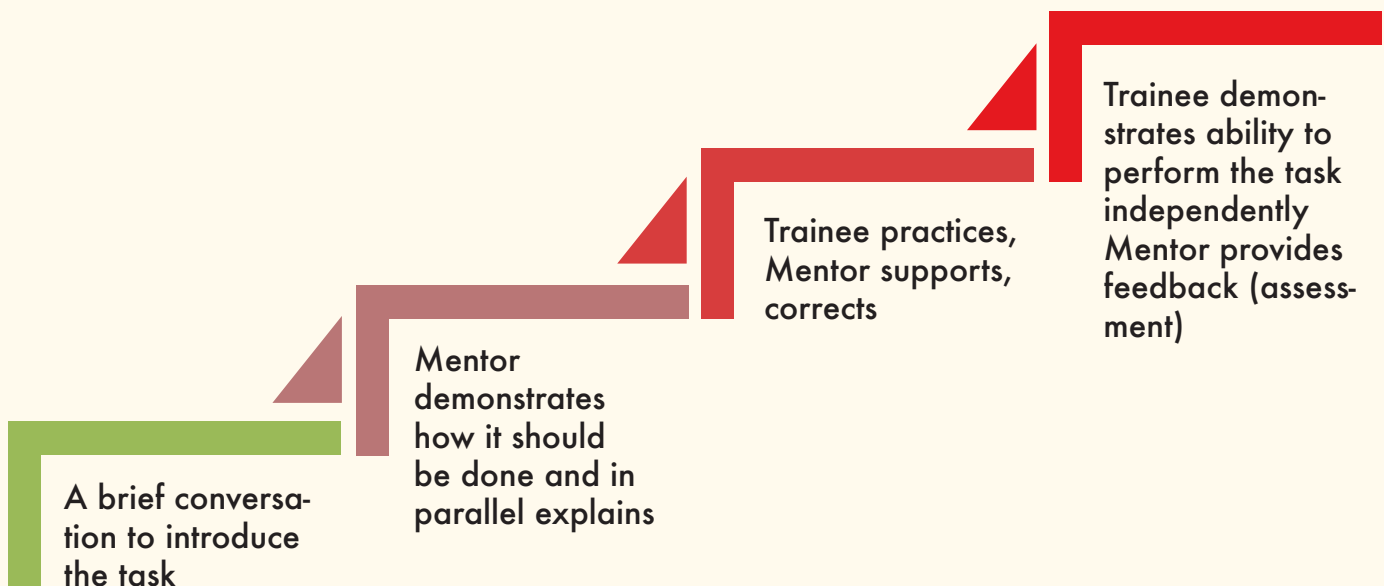 A brief conversa-
tion to introduce
the task
Mentor
demonstrates
how it should
be done and in
parallel explains
Trainee practices,
Mentor supports,
corrects
Trainee demon-
strates ability to
perform the task
independently
Mentor provides
feedback (assess-
ment)